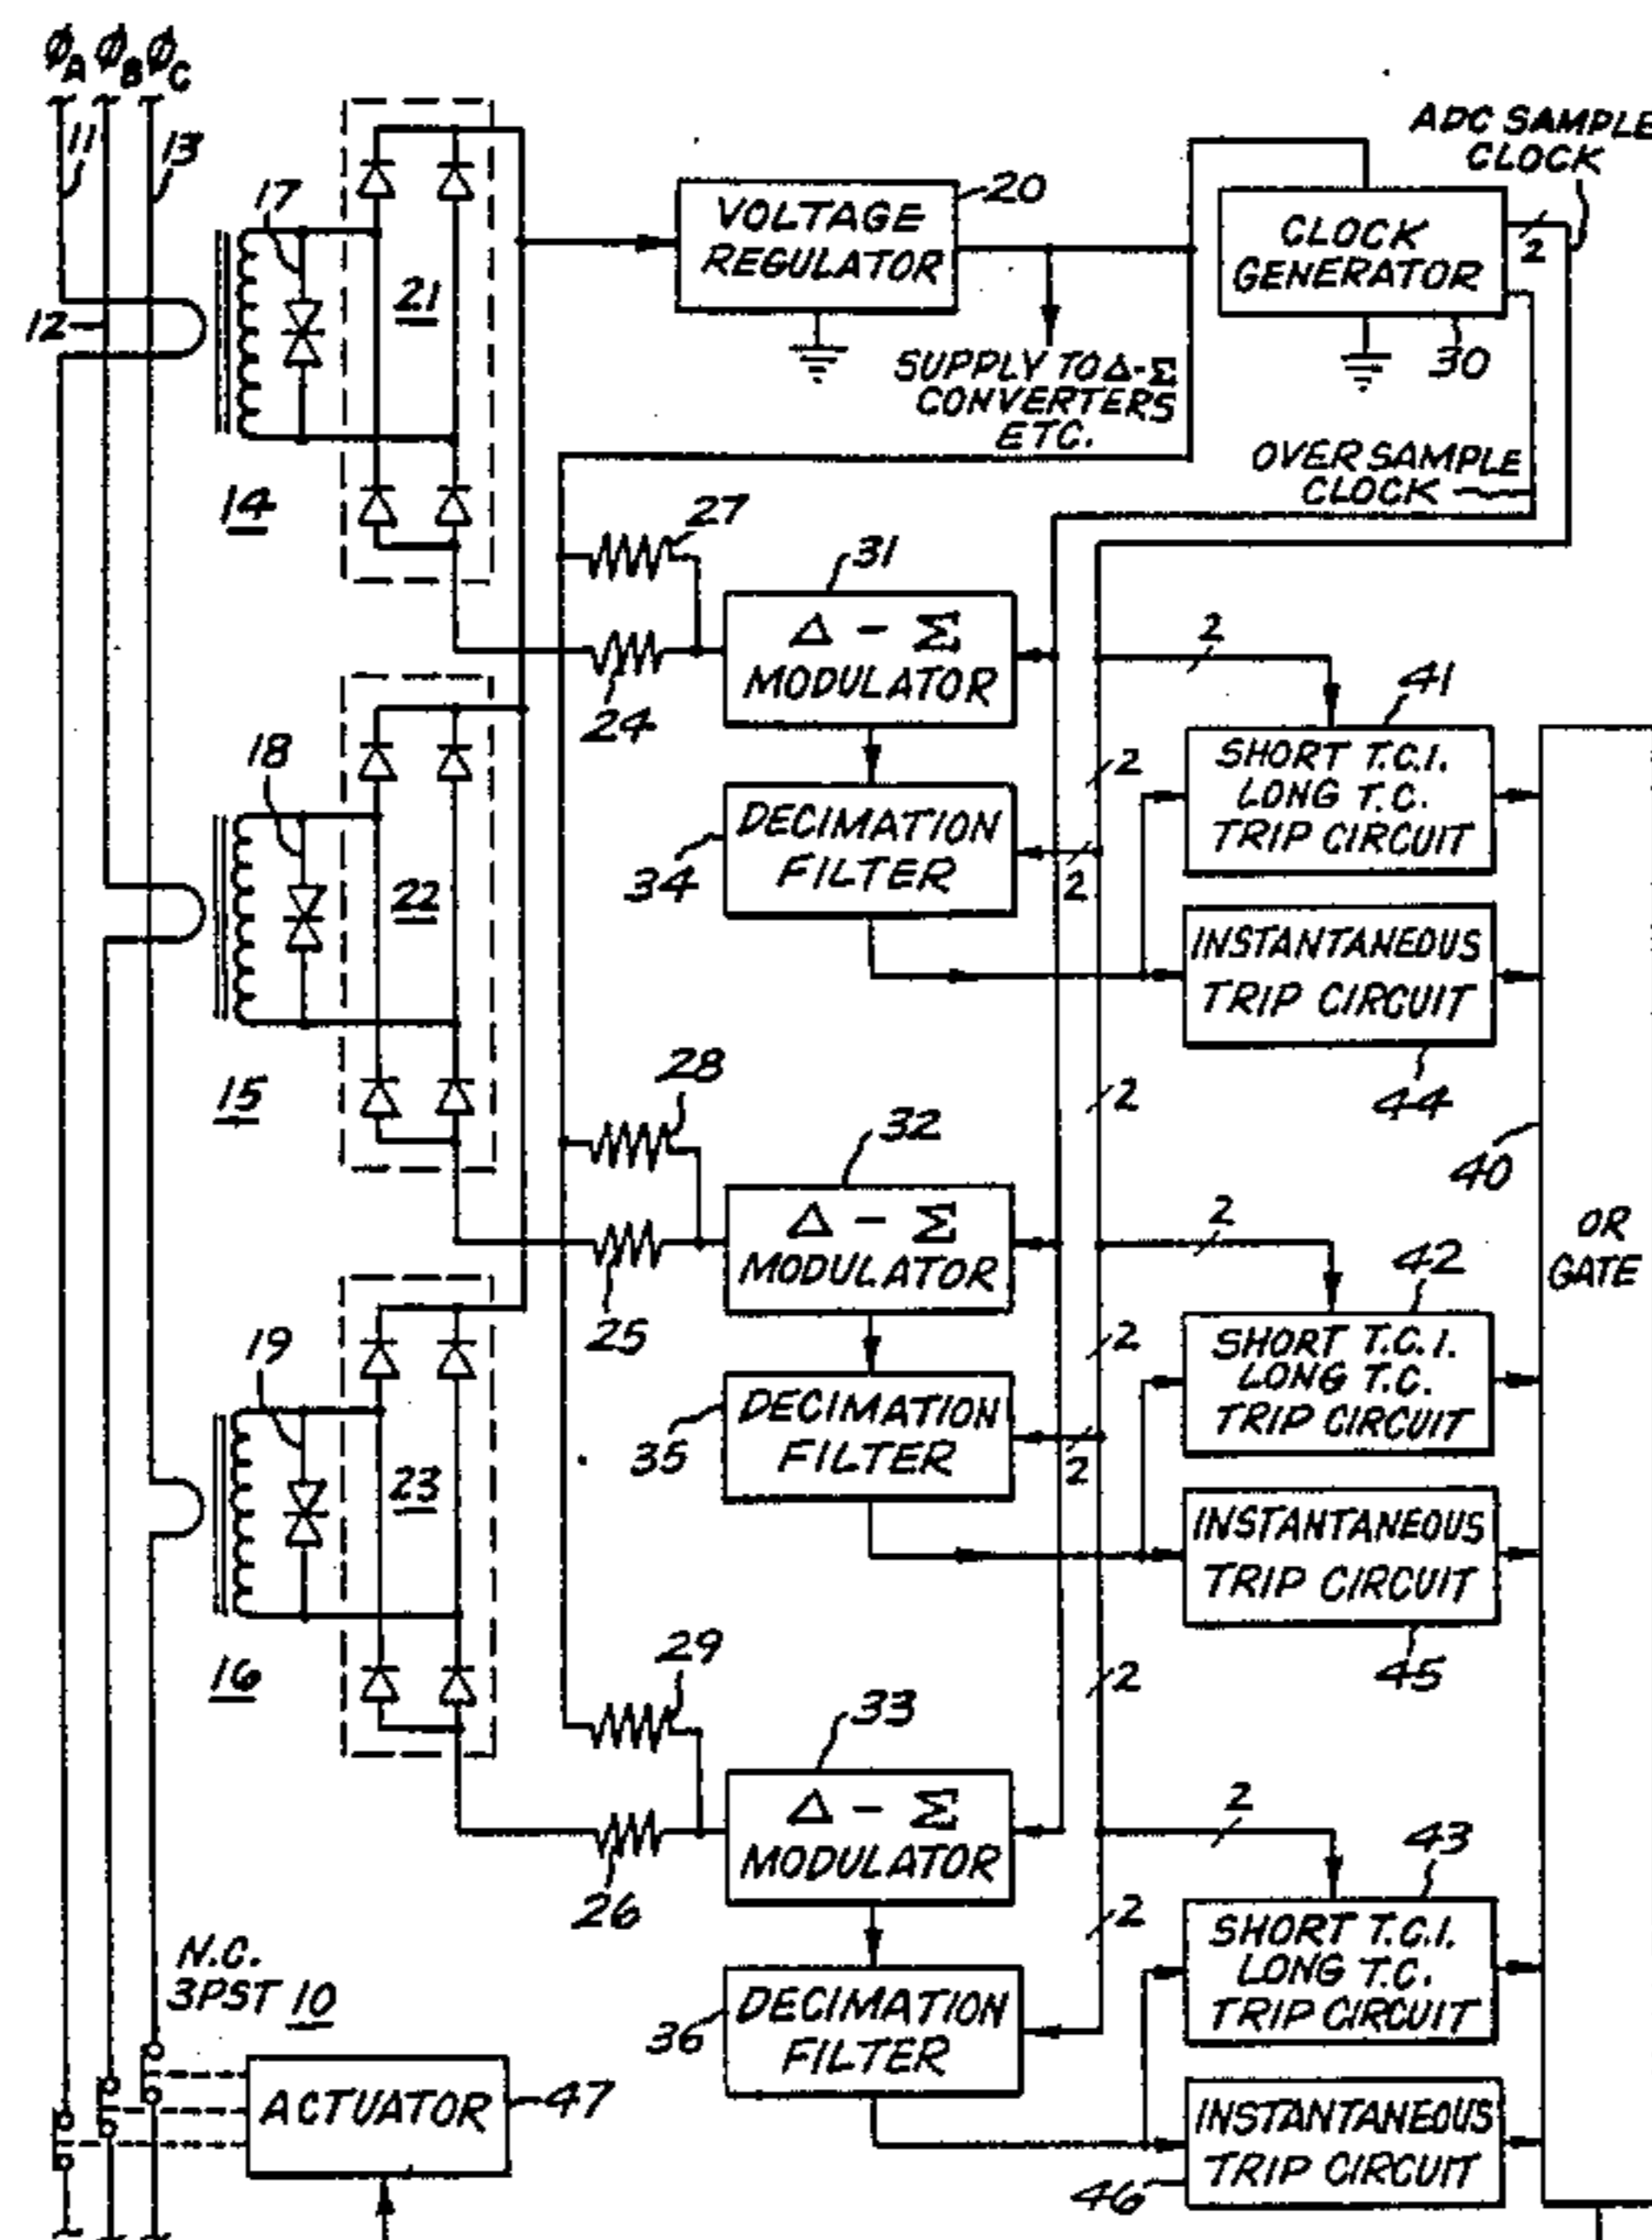 ϕA ϕB ϕC
11
13
12
17
21
14
VOLTAGE
REGULATOR
20
SUPPLY TO Δ-Σ
CONVERTERS
ETC.
ADC SAMPLE
CLOCK
CLOCK
GENERATOR
2
30
OVER SAMPLE
CLOCK
27
24
31
Δ - Σ
MODULATOR
2
41
SHORT T.C.I.
LONG T.C.
TRIP CIRCUIT
2
DECIMATION
FILTER
34
2
INSTANTANEOUS
TRIP CIRCUIT
44
18
22
15
28
25
2
32
Δ - Σ
MODULATOR
40
OR
GATE
2
42
SHORT T.C.I.
LONG T.C.
TRIP CIRCUIT
2
DECIMATION
FILTER
35
2
INSTANTANEOUS
TRIP CIRCUIT
45
19
23
16
29
26
2
33
Δ - Σ
MODULATOR
2
43
SHORT T.C.I.
LONG T.C.
TRIP CIRCUIT
2
DECIMATION
FILTER
36
INSTANTANEOUS
TRIP CIRCUIT
46
N.C.
3PST 10
ACTUATOR
47